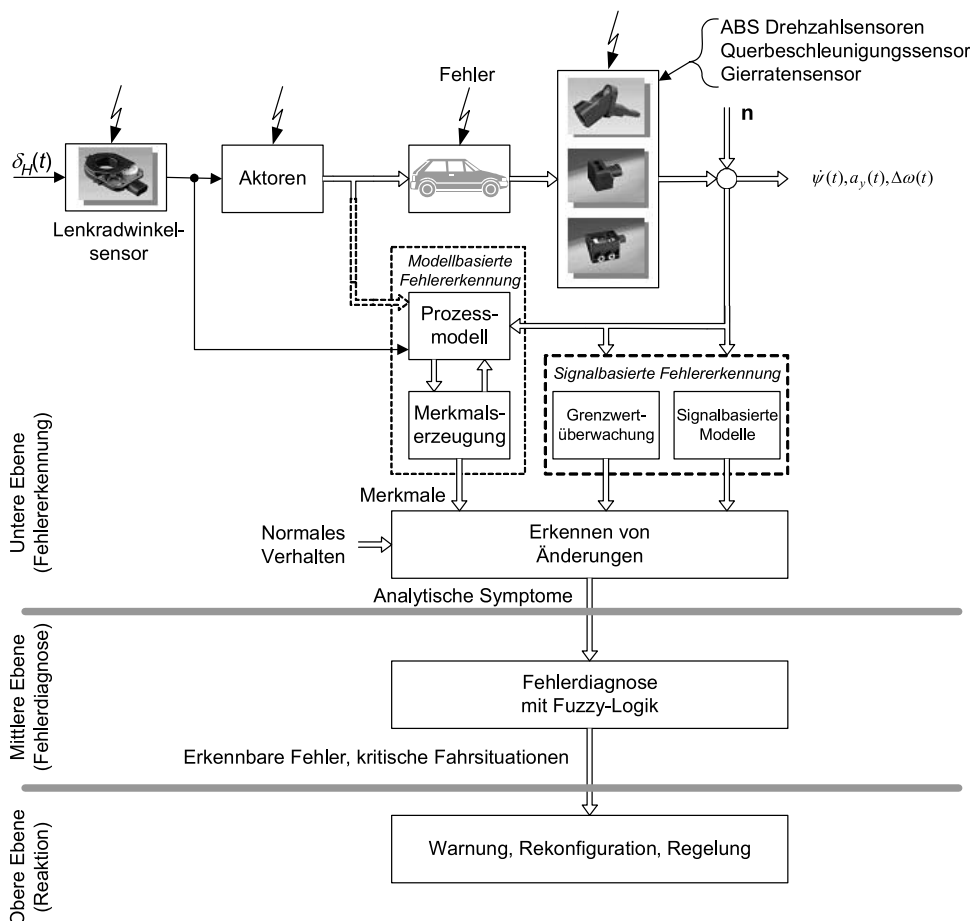 ABS Drehzahlsensoren
Querbeschleunigungssensor
Gierratensensor
Fehler
n
δ_H(t)
Aktoren
ψ̇(t), a_y(t), Δω(t)
Lenkradwinkel-
sensor
Modellbasierte
Fehlererkennung
Prozess-
modell
Signalbasierte Fehlererkennung
Merkmals-
erzeugung
Grenzwert-
überwachung
Signalbasierte
Modelle
Merkmale
Untere Ebene
(Fehlererkennung)
Normales
Verhalten
Erkennen von
Änderungen
Analytische Symptome
Mittlere Ebene
(Fehlerdiagnose)
Fehlerdiagnose
mit Fuzzy-Logik
Erkennbare Fehler, kritische Fahrsituationen
Obere Ebene
(Reaktion)
Warnung, Rekonfiguration, Regelung